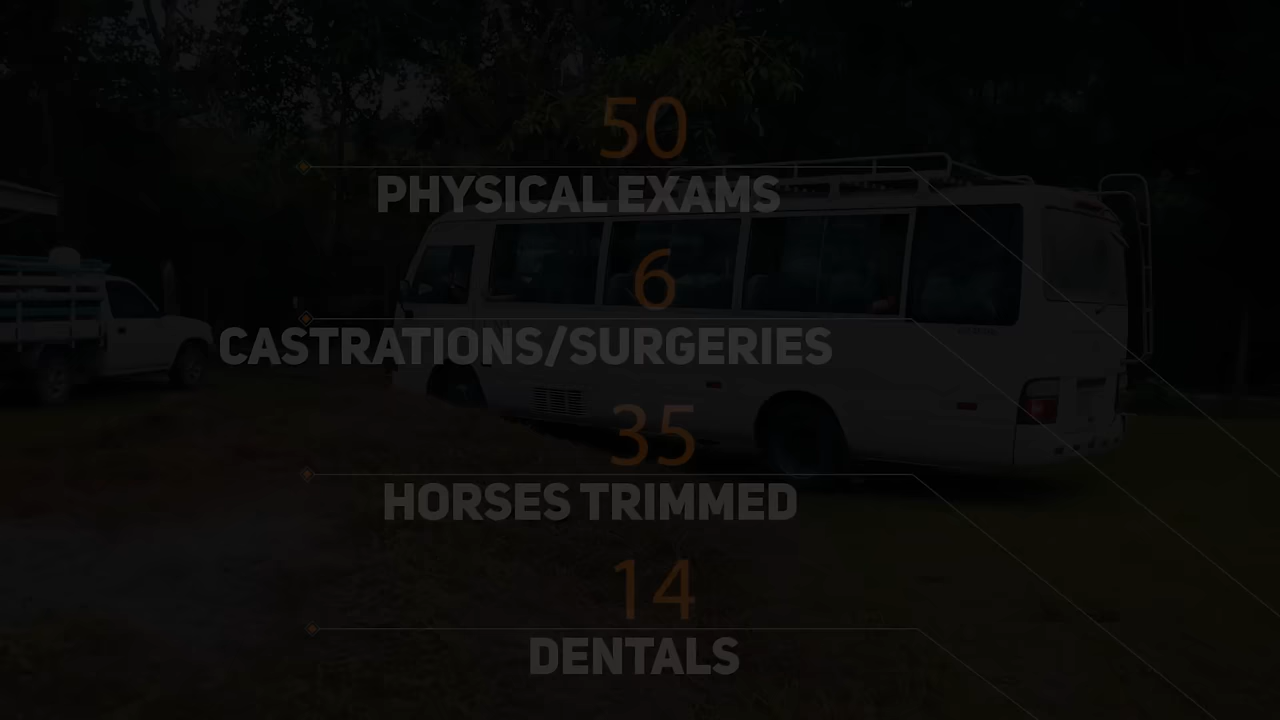 50
PHYSICAL EXAMS
6
CASTRATIONS/SURGERIES
35
HORSES TRIMMED
14
DENTALS